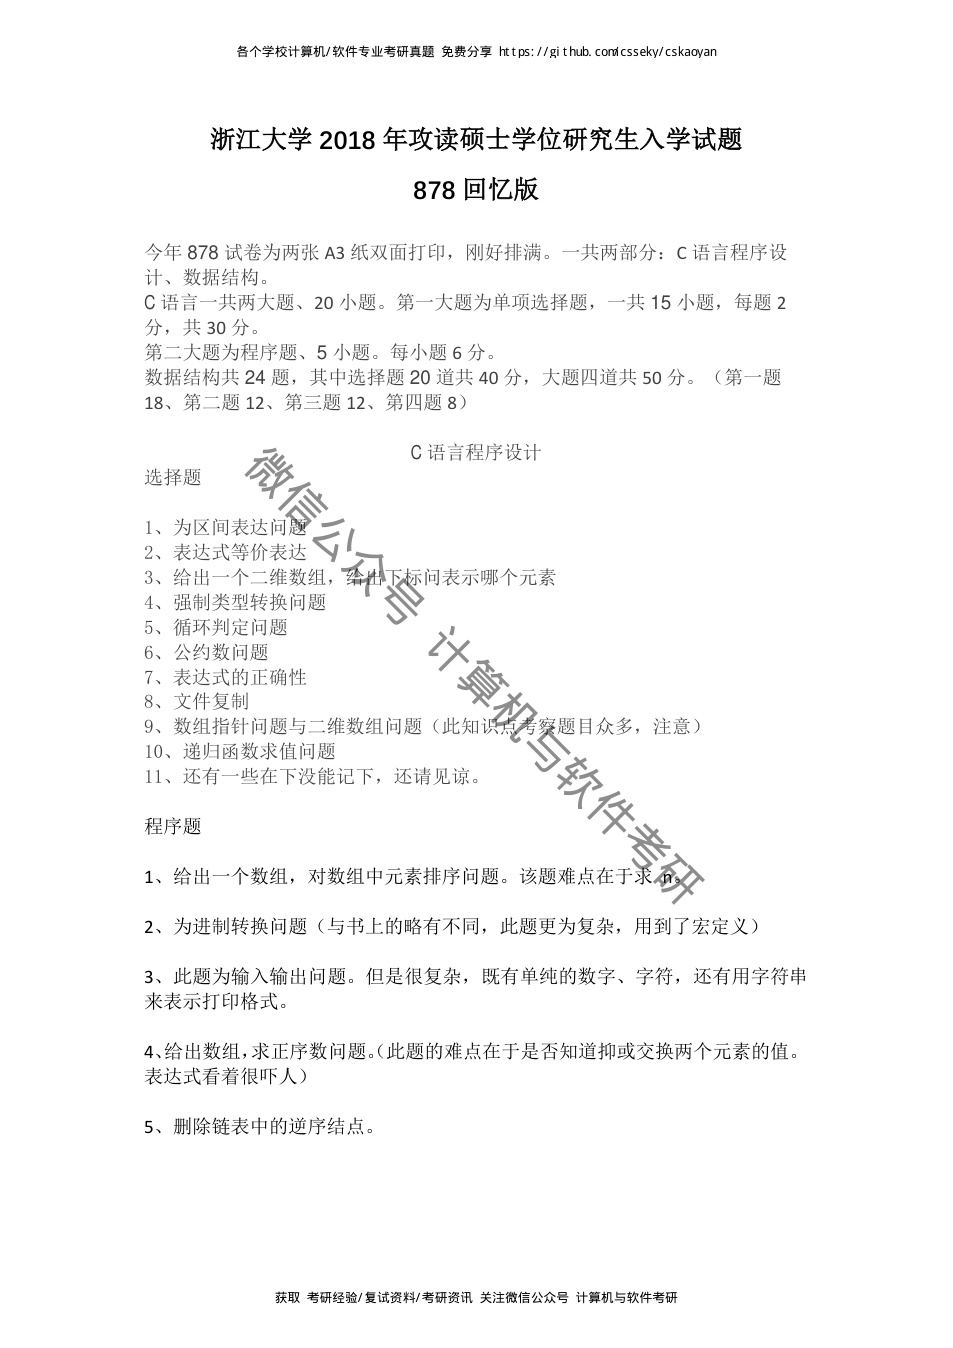 各个学校计算机/软件专业考研真题 免费分享 https://github.com/csseky/cskaoyan
浙江大学 2018 年攻读硕士学位研究生入学试题
878 回忆版
今年 878 试卷为两张 A3 纸双面打印，刚好排满。一共两部分：C 语言程序设
计、数据结构。
C 语言一共两大题、20 小题。第一大题为单项选择题，一共 15 小题，每题 2
分，共 30 分。
第二大题为程序题、5 小题。每小题 6 分。
数据结构共 24 题，其中选择题 20 道共 40 分，大题四道共 50 分。（第一题
18、第二题 12、第三题 12、第四题 8）
C 语言程序设计
选择题
1、为区间表达问题
2、表达式等价表达
3、给出一个二维数组，给出下标问表示哪个元素
4、强制类型转换问题
5、循环判定问题
6、公约数问题
7、表达式的正确性
8、文件复制
9、数组指针问题与二维数组问题（此知识点考察题目众多，注意）
10、递归函数求值问题
11、还有一些在下没能记下，还请见谅。
程序题
1、给出一个数组，对数组中元素排序问题。该题难点在于求 n。
2、为进制转换问题（与书上的略有不同，此题更为复杂，用到了宏定义）
3、此题为输入输出问题。但是很复杂，既有单纯的数字、字符，还有用字符串
来表示打印格式。
4、给出数组，求正序数问题。（此题的难点在于是否知道抑或交换两个元素的值。
表达式看着很吓人）
5、删除链表中的逆序结点。
微信公众号 计算机与软件考研
获取 考研经验/复试资料/考研资讯 关注微信公众号 计算机与软件考研